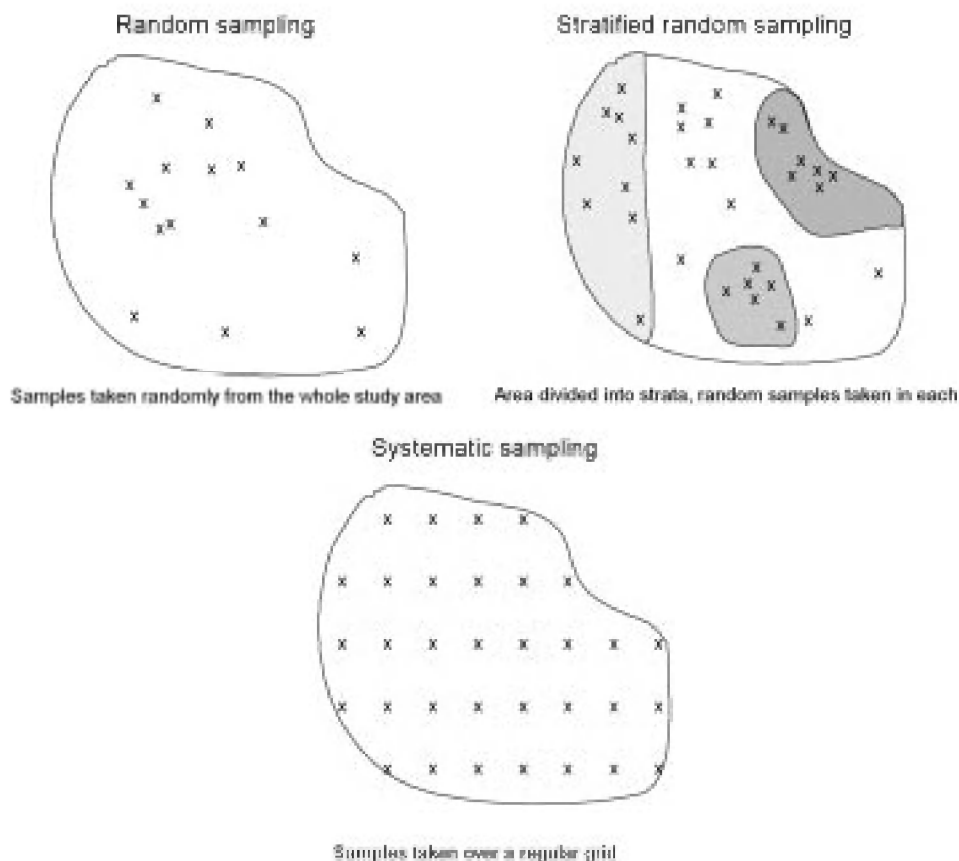 Random sampling
Stratified random sampling
Samples taken randomly from the whole study area
Area divided into strata, random samples taken in each
Systematic sampling
Samples taken over a regular grid